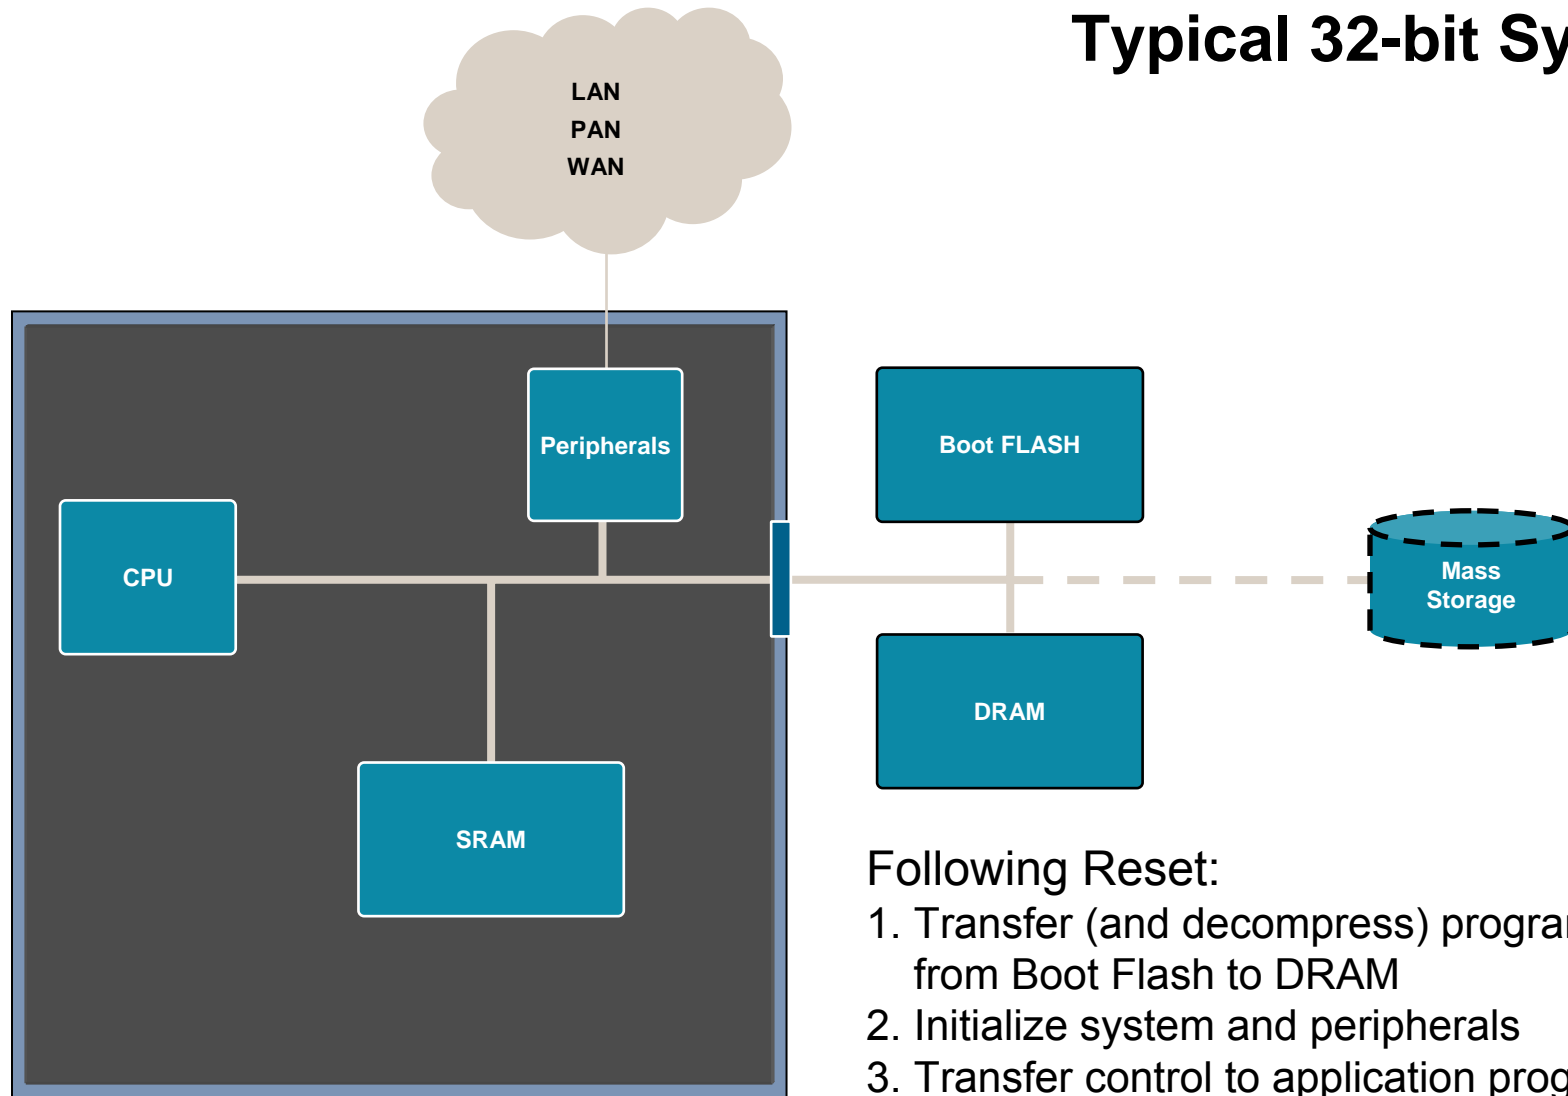 Typical 32-bit Sy
LAN
PAN
WAN
Peripherals
Boot FLASH
CPU
Mass
Storage
DRAM
SRAM
Following Reset:
1. Transfer (and decompress) progra
from Boot Flash to DRAM
2. Initialize system and peripherals
3. Transfer control to application prog